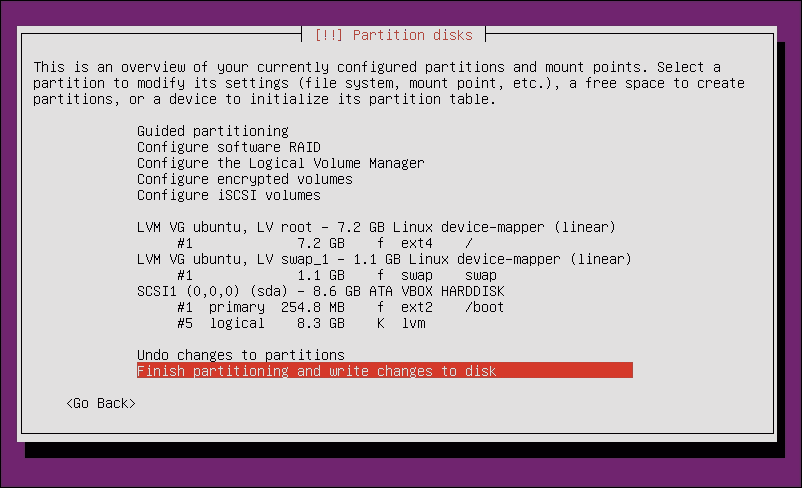 [!!] Partition disks
This is an overview of your currently configured partitions and mount points. Select a
partition to modify its settings (file system, mount point, etc.), a free space to create
partitions, or a device to initialize its partition table.
Guided partitioning
Configure software RAID
Configure the Logical Volume Manager
Configure encrypted volumes
Configure iSCSI volumes
LVM VG ubuntu, LV root - 7.2 GB Linux device-mapper (linear)
#1 7.2 GB f ext4 /
LVM VG ubuntu, LV swap_1 - 1.1 GB Linux device-mapper (linear)
#1 1.1 GB f swap swap
SCSI1 (0,0,0) (sda) - 8.6 GB ATA VBOX HARDDISK
#1 primary 254.8 MB f ext2 /boot
#5 logical 8.3 GB K lvm
Undo changes to partitions
Finish partitioning and write changes to disk
<Go Back>